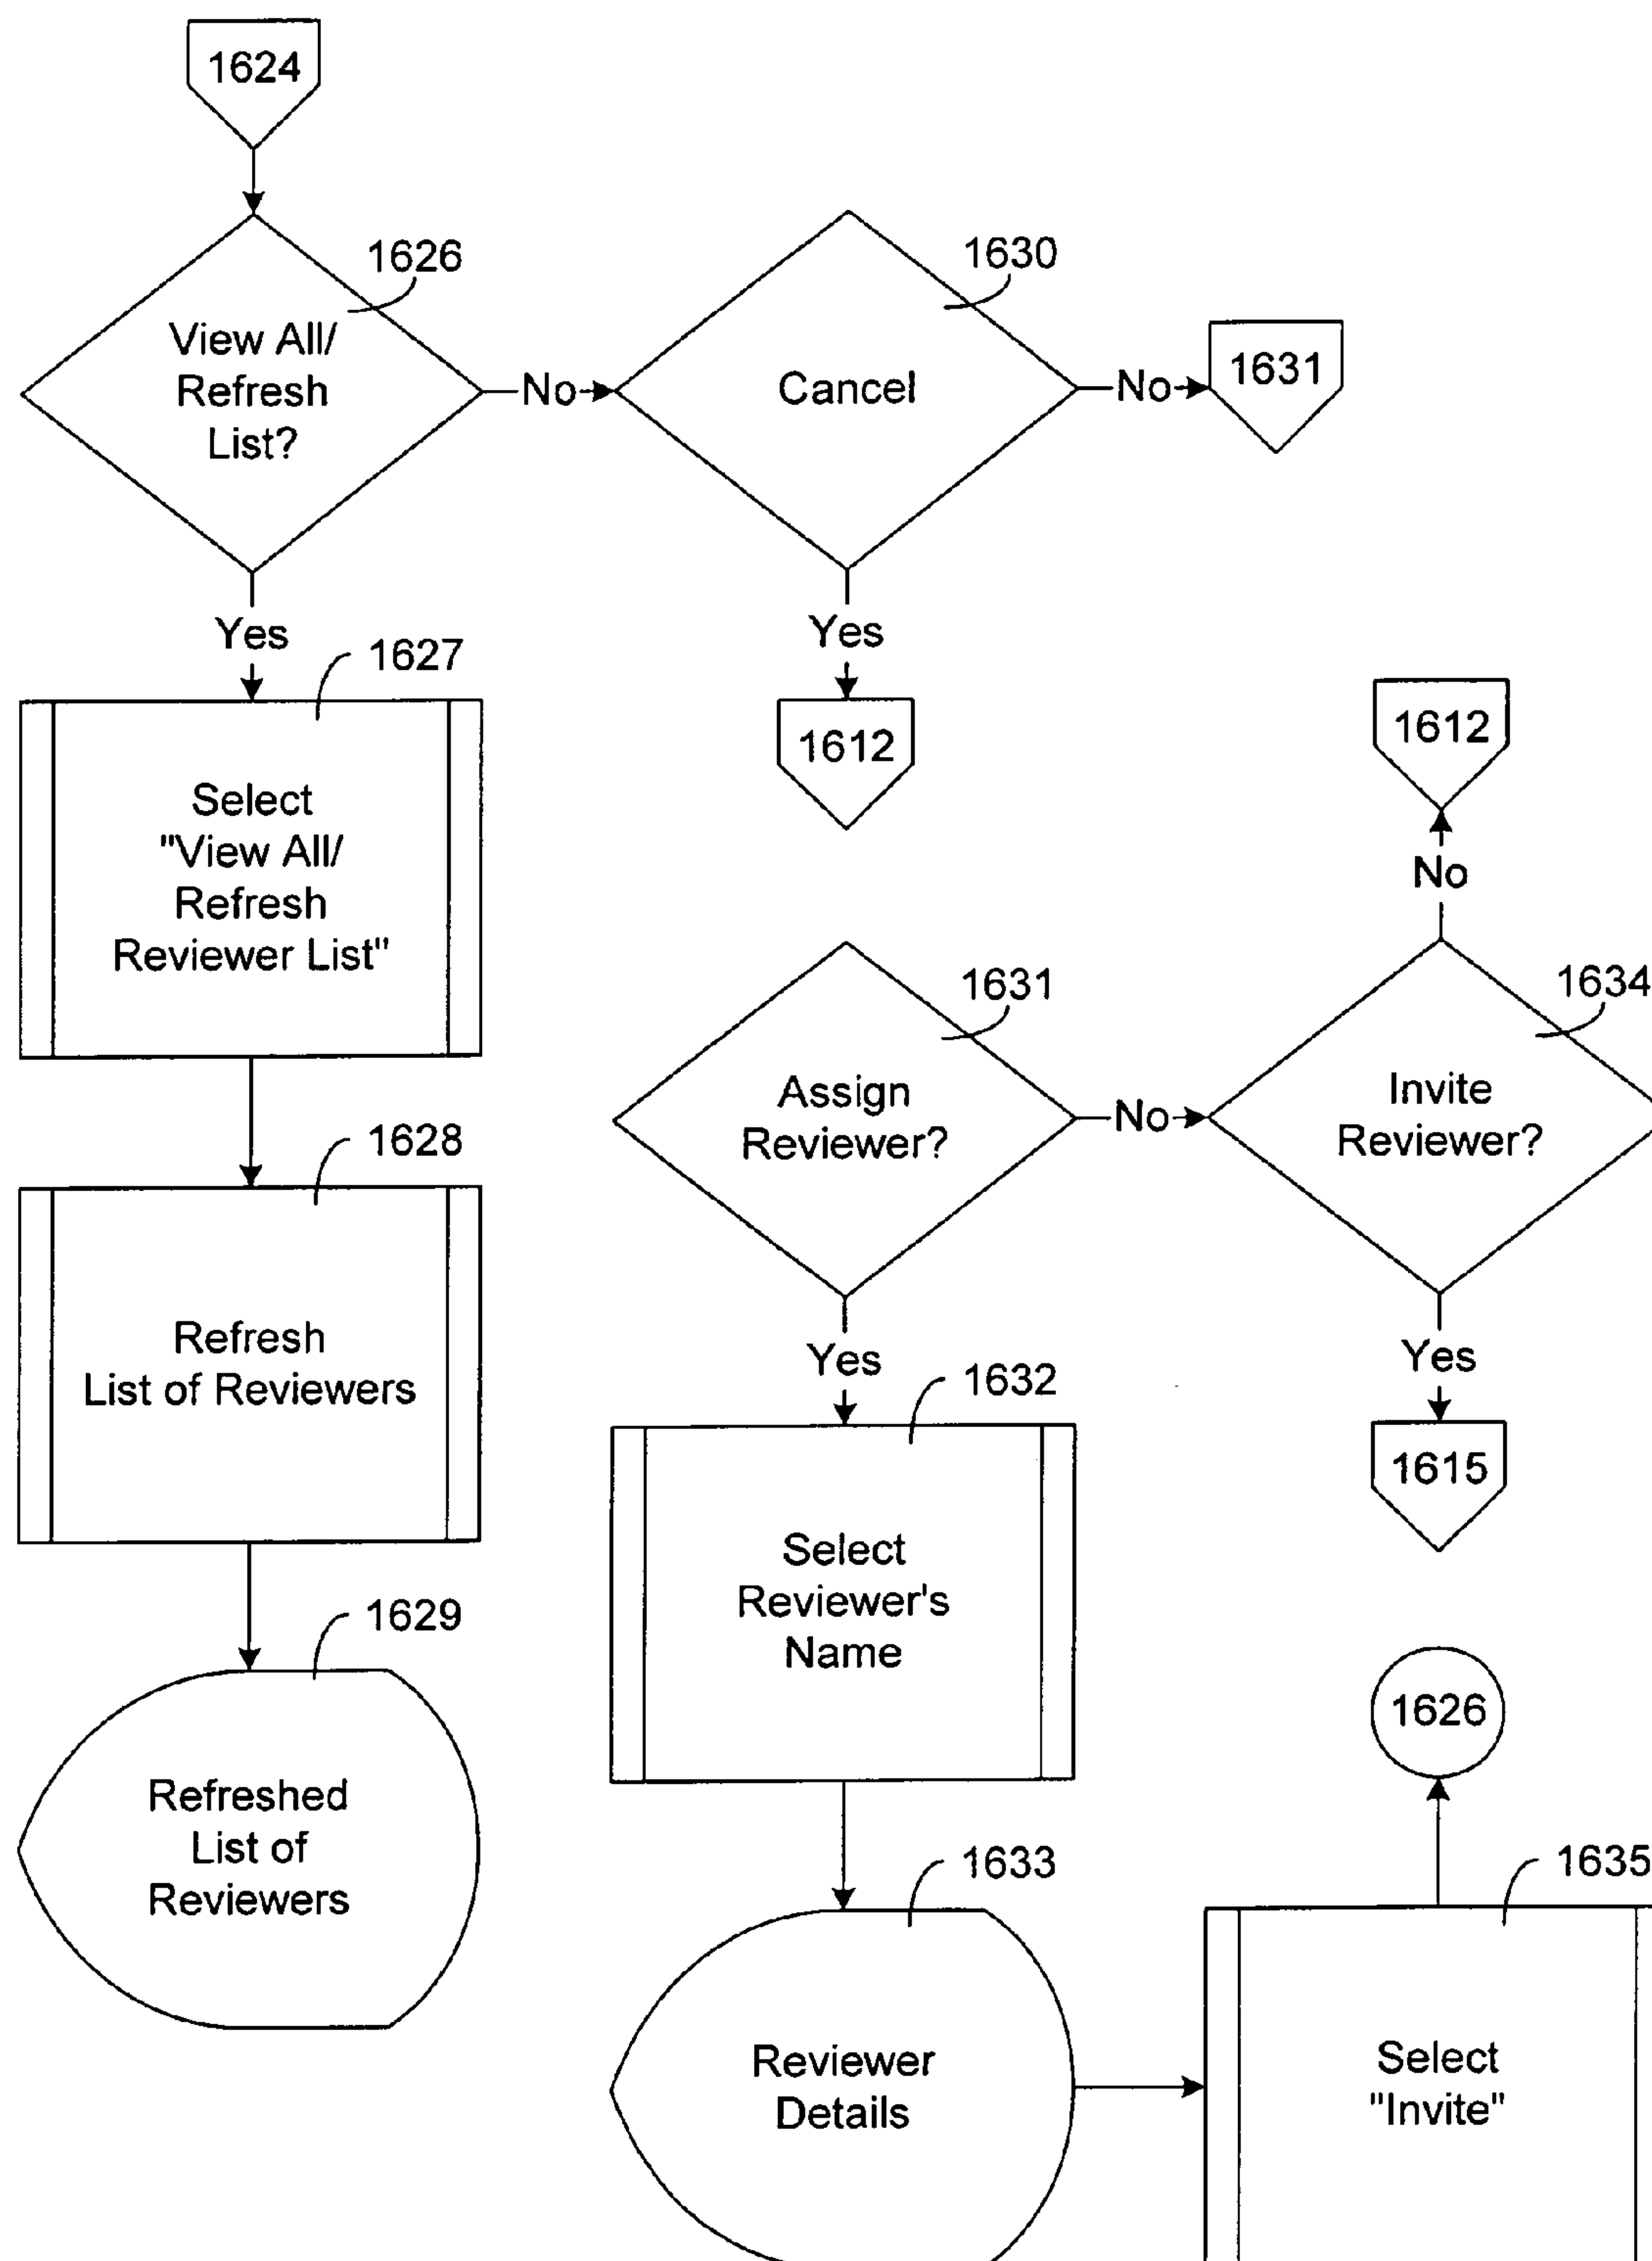 1624
1626
View All/
Refresh
List?
No
1630
Cancel
No
1631
Yes
1627
Select
"View All/
Refresh
Reviewer List"
Yes
1612
1612
No
1628
Refresh
List of Reviewers
1631
Assign
Reviewer?
No
1634
Invite
Reviewer?
Yes
1615
Yes
1632
Select
Reviewer's
Name
1629
Refreshed
List of
Reviewers
1626
1633
Reviewer
Details
1635
Select
"Invite"